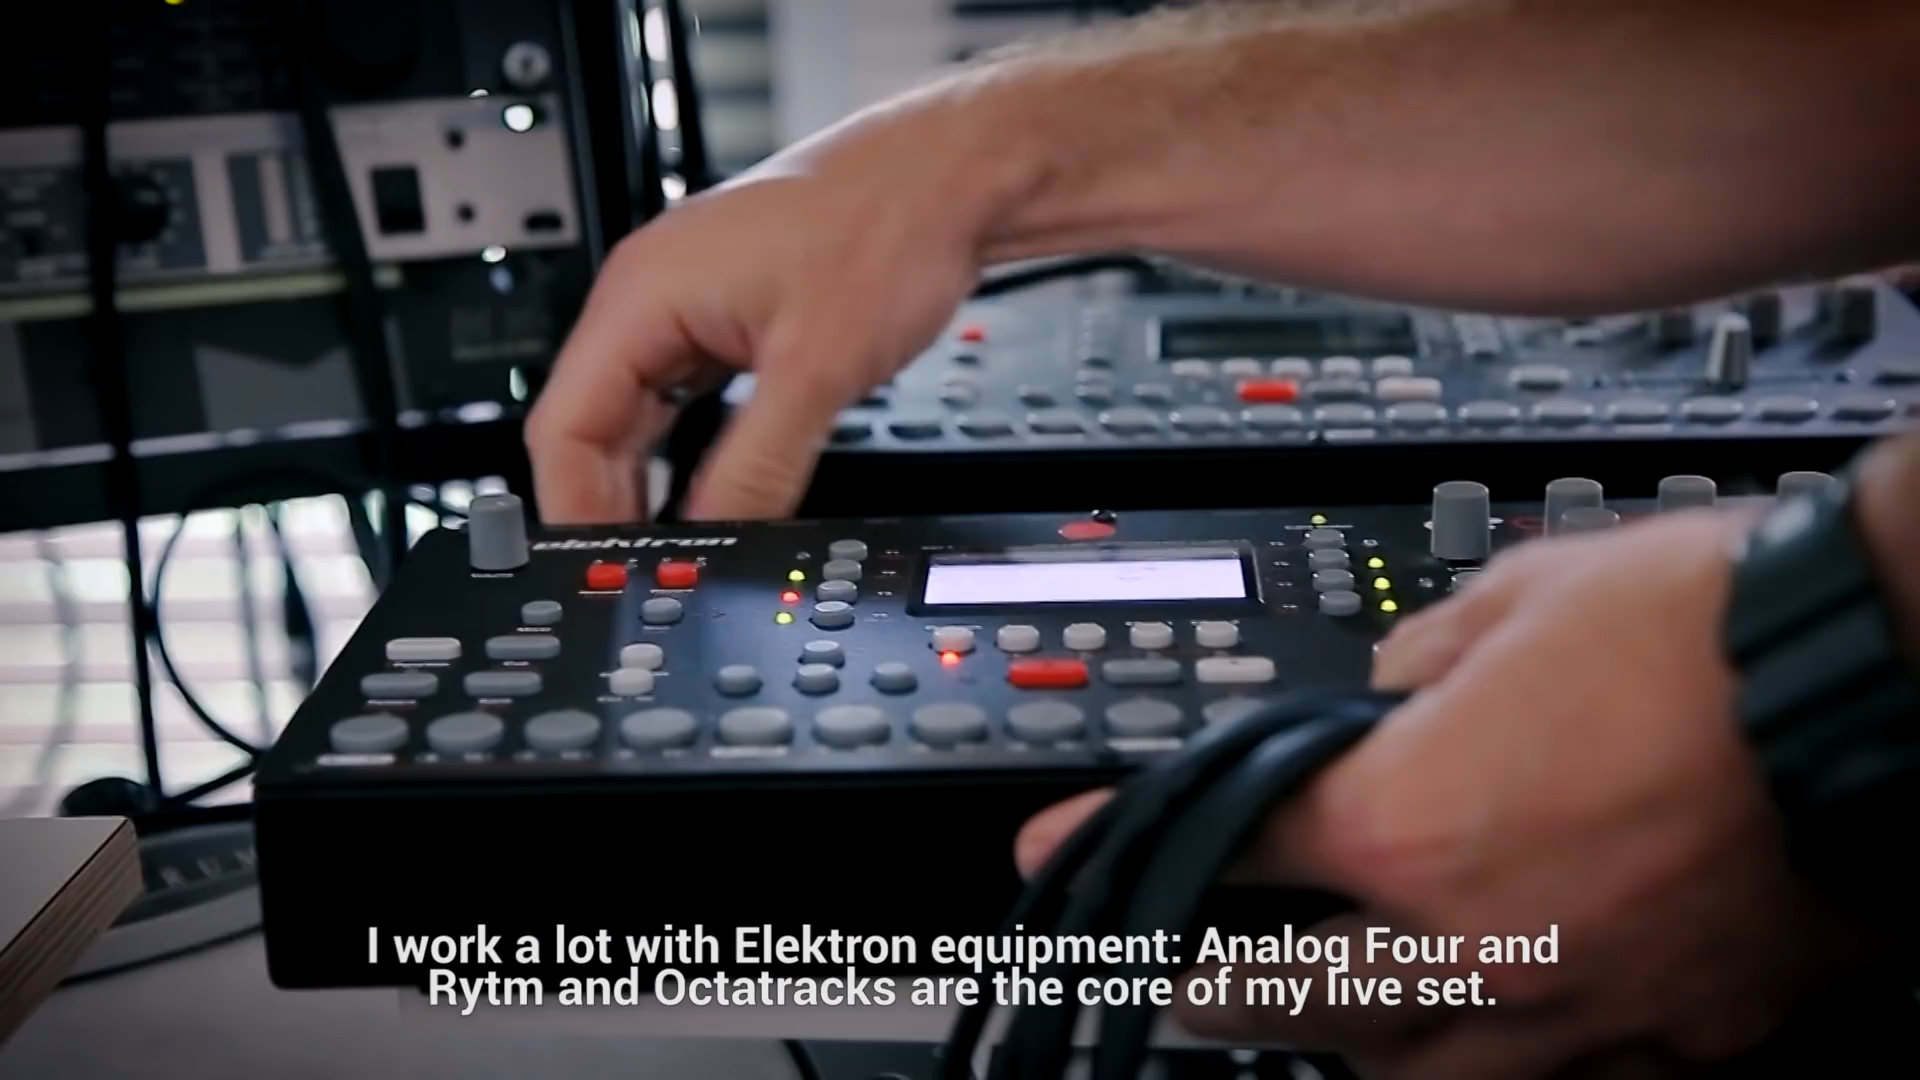 elektron
I work a lot with Elektron equipment: Analog Four and
Rytm and Octatracks are the core of my live set.